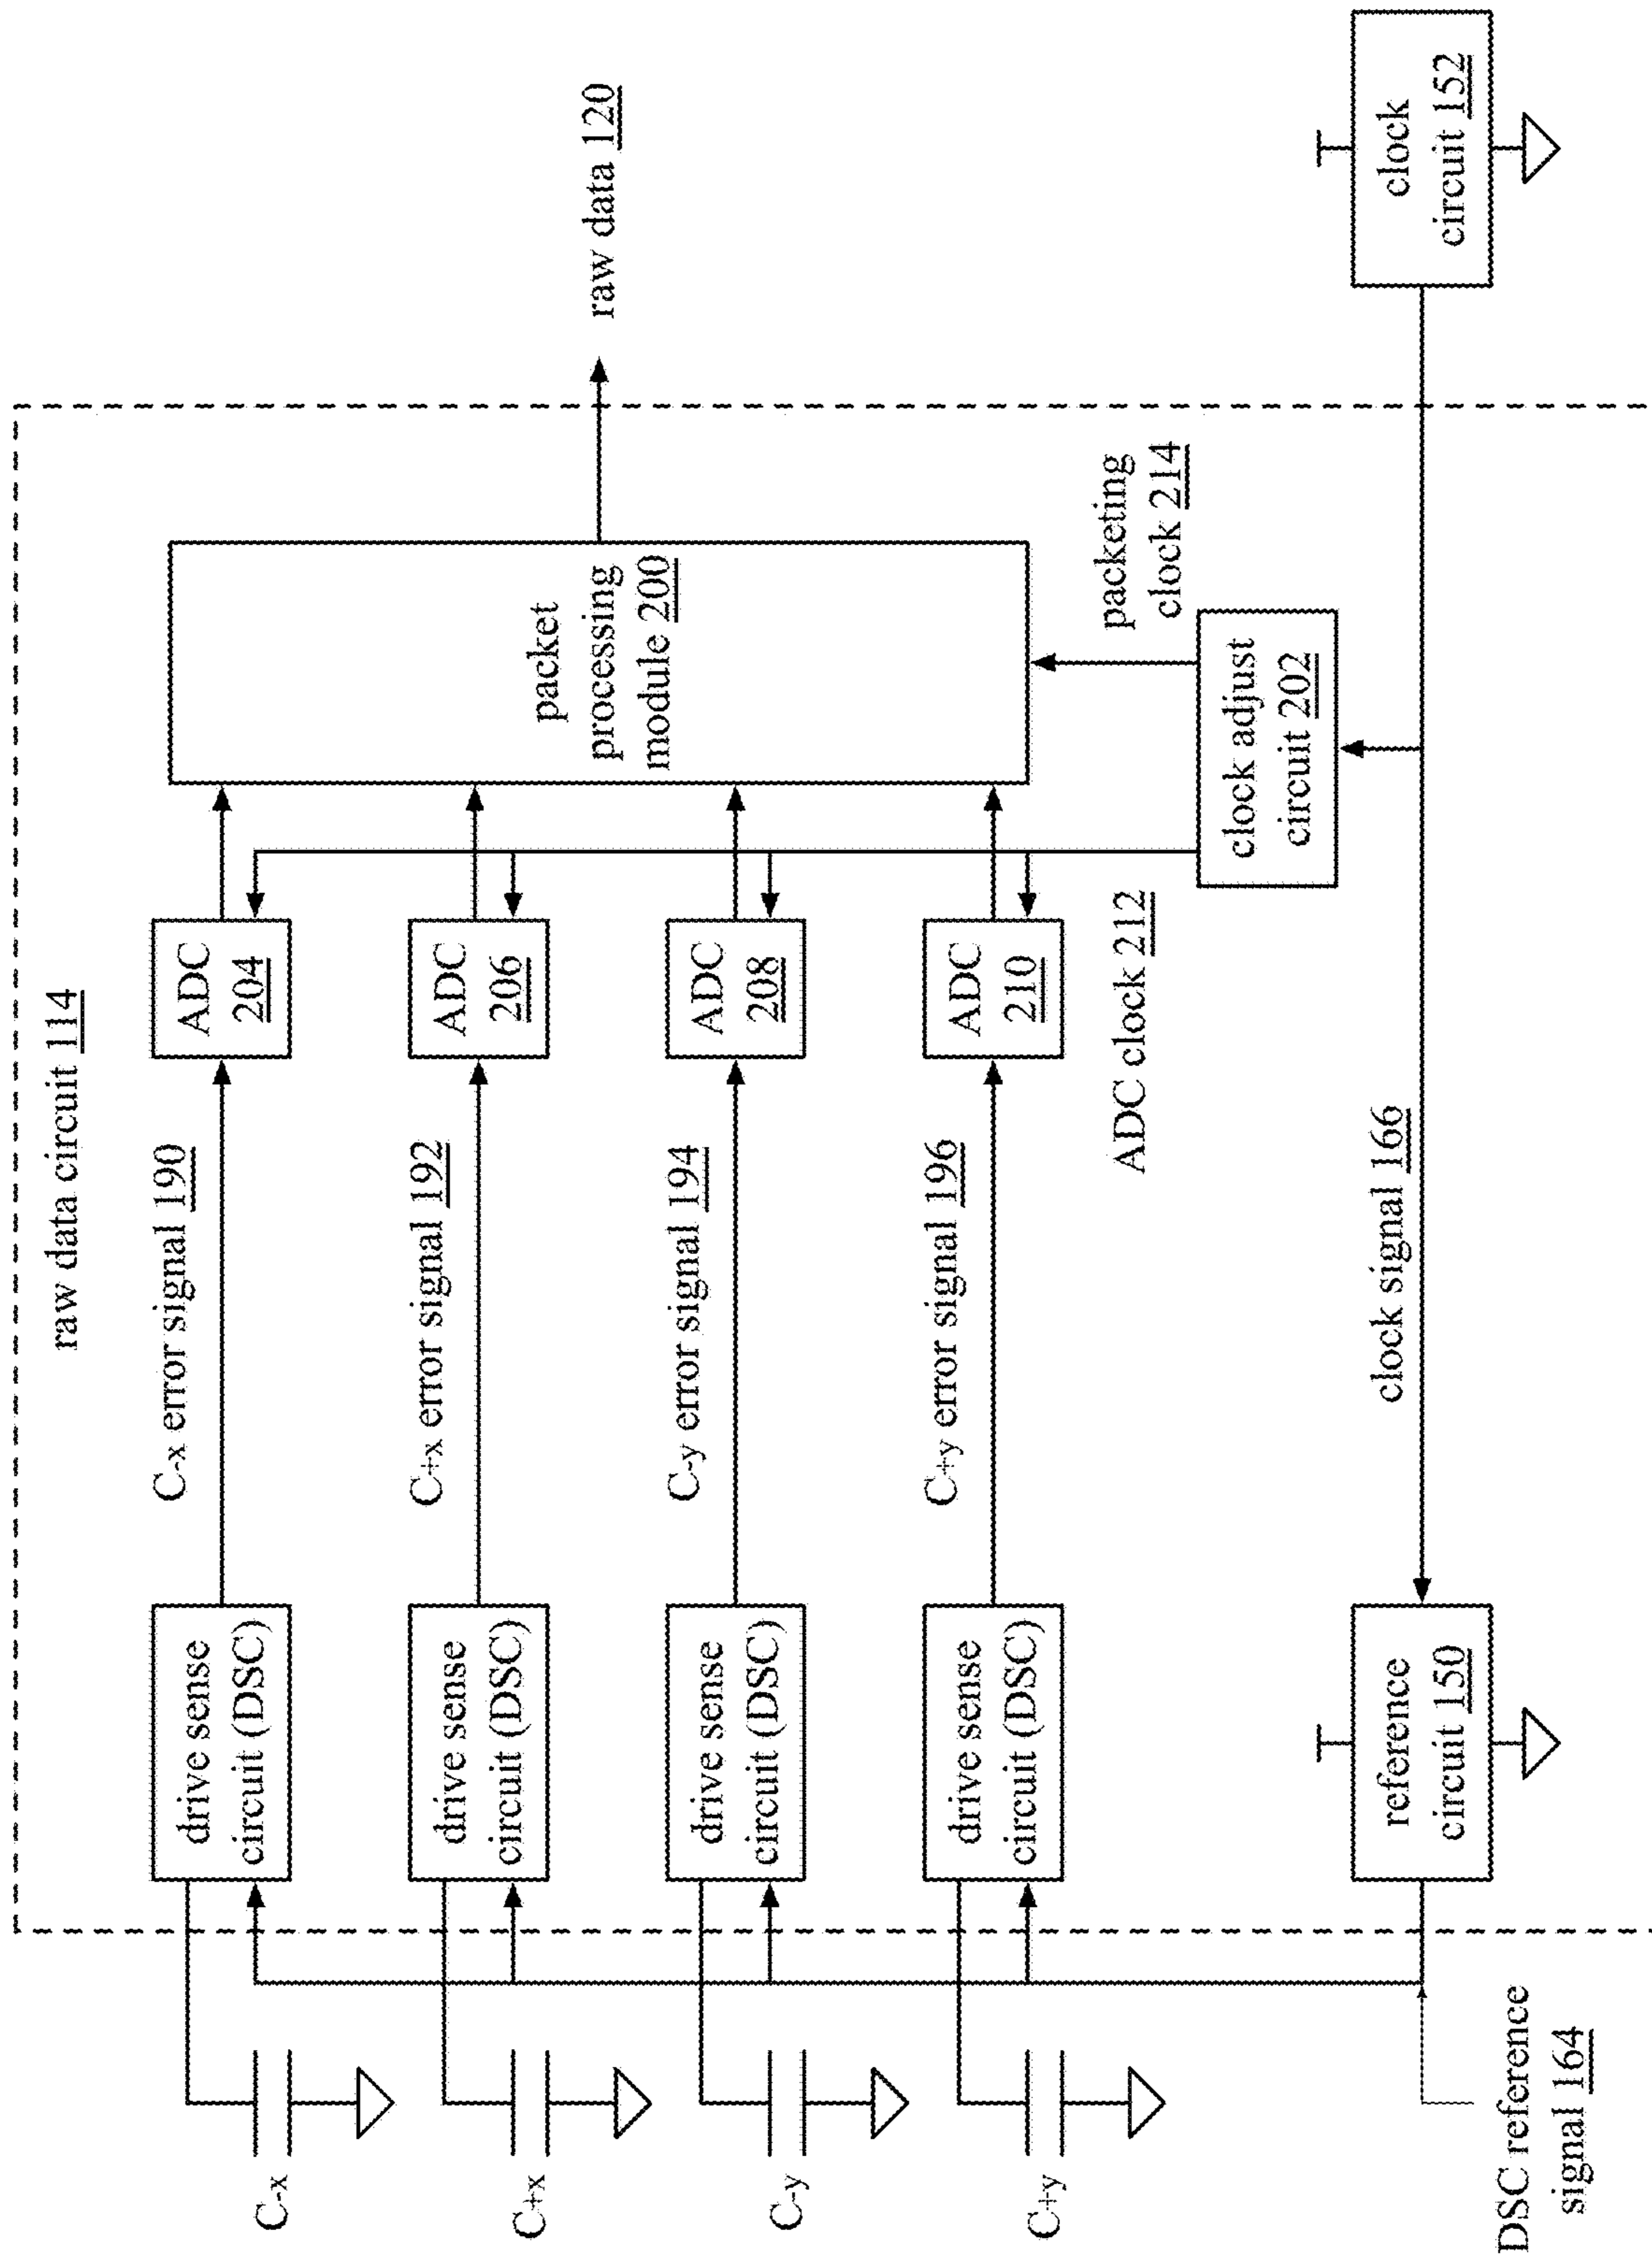 raw data circuit 114
C-x
drive sense
circuit (DSC)
C-x error signal 190
ADC
204
C+x
drive sense
circuit (DSC)
C+x error signal 192
ADC
206
C-y
drive sense
circuit (DSC)
C-y error signal 194
ADC
208
C+y
drive sense
circuit (DSC)
C+y error signal 196
ADC
210
packet
processing
module 200
raw data 120
ADC clock 212
packeting
clock 214
clock adjust
circuit 202
clock signal 166
reference
circuit 150
clock
circuit 152
DSC reference
signal 164